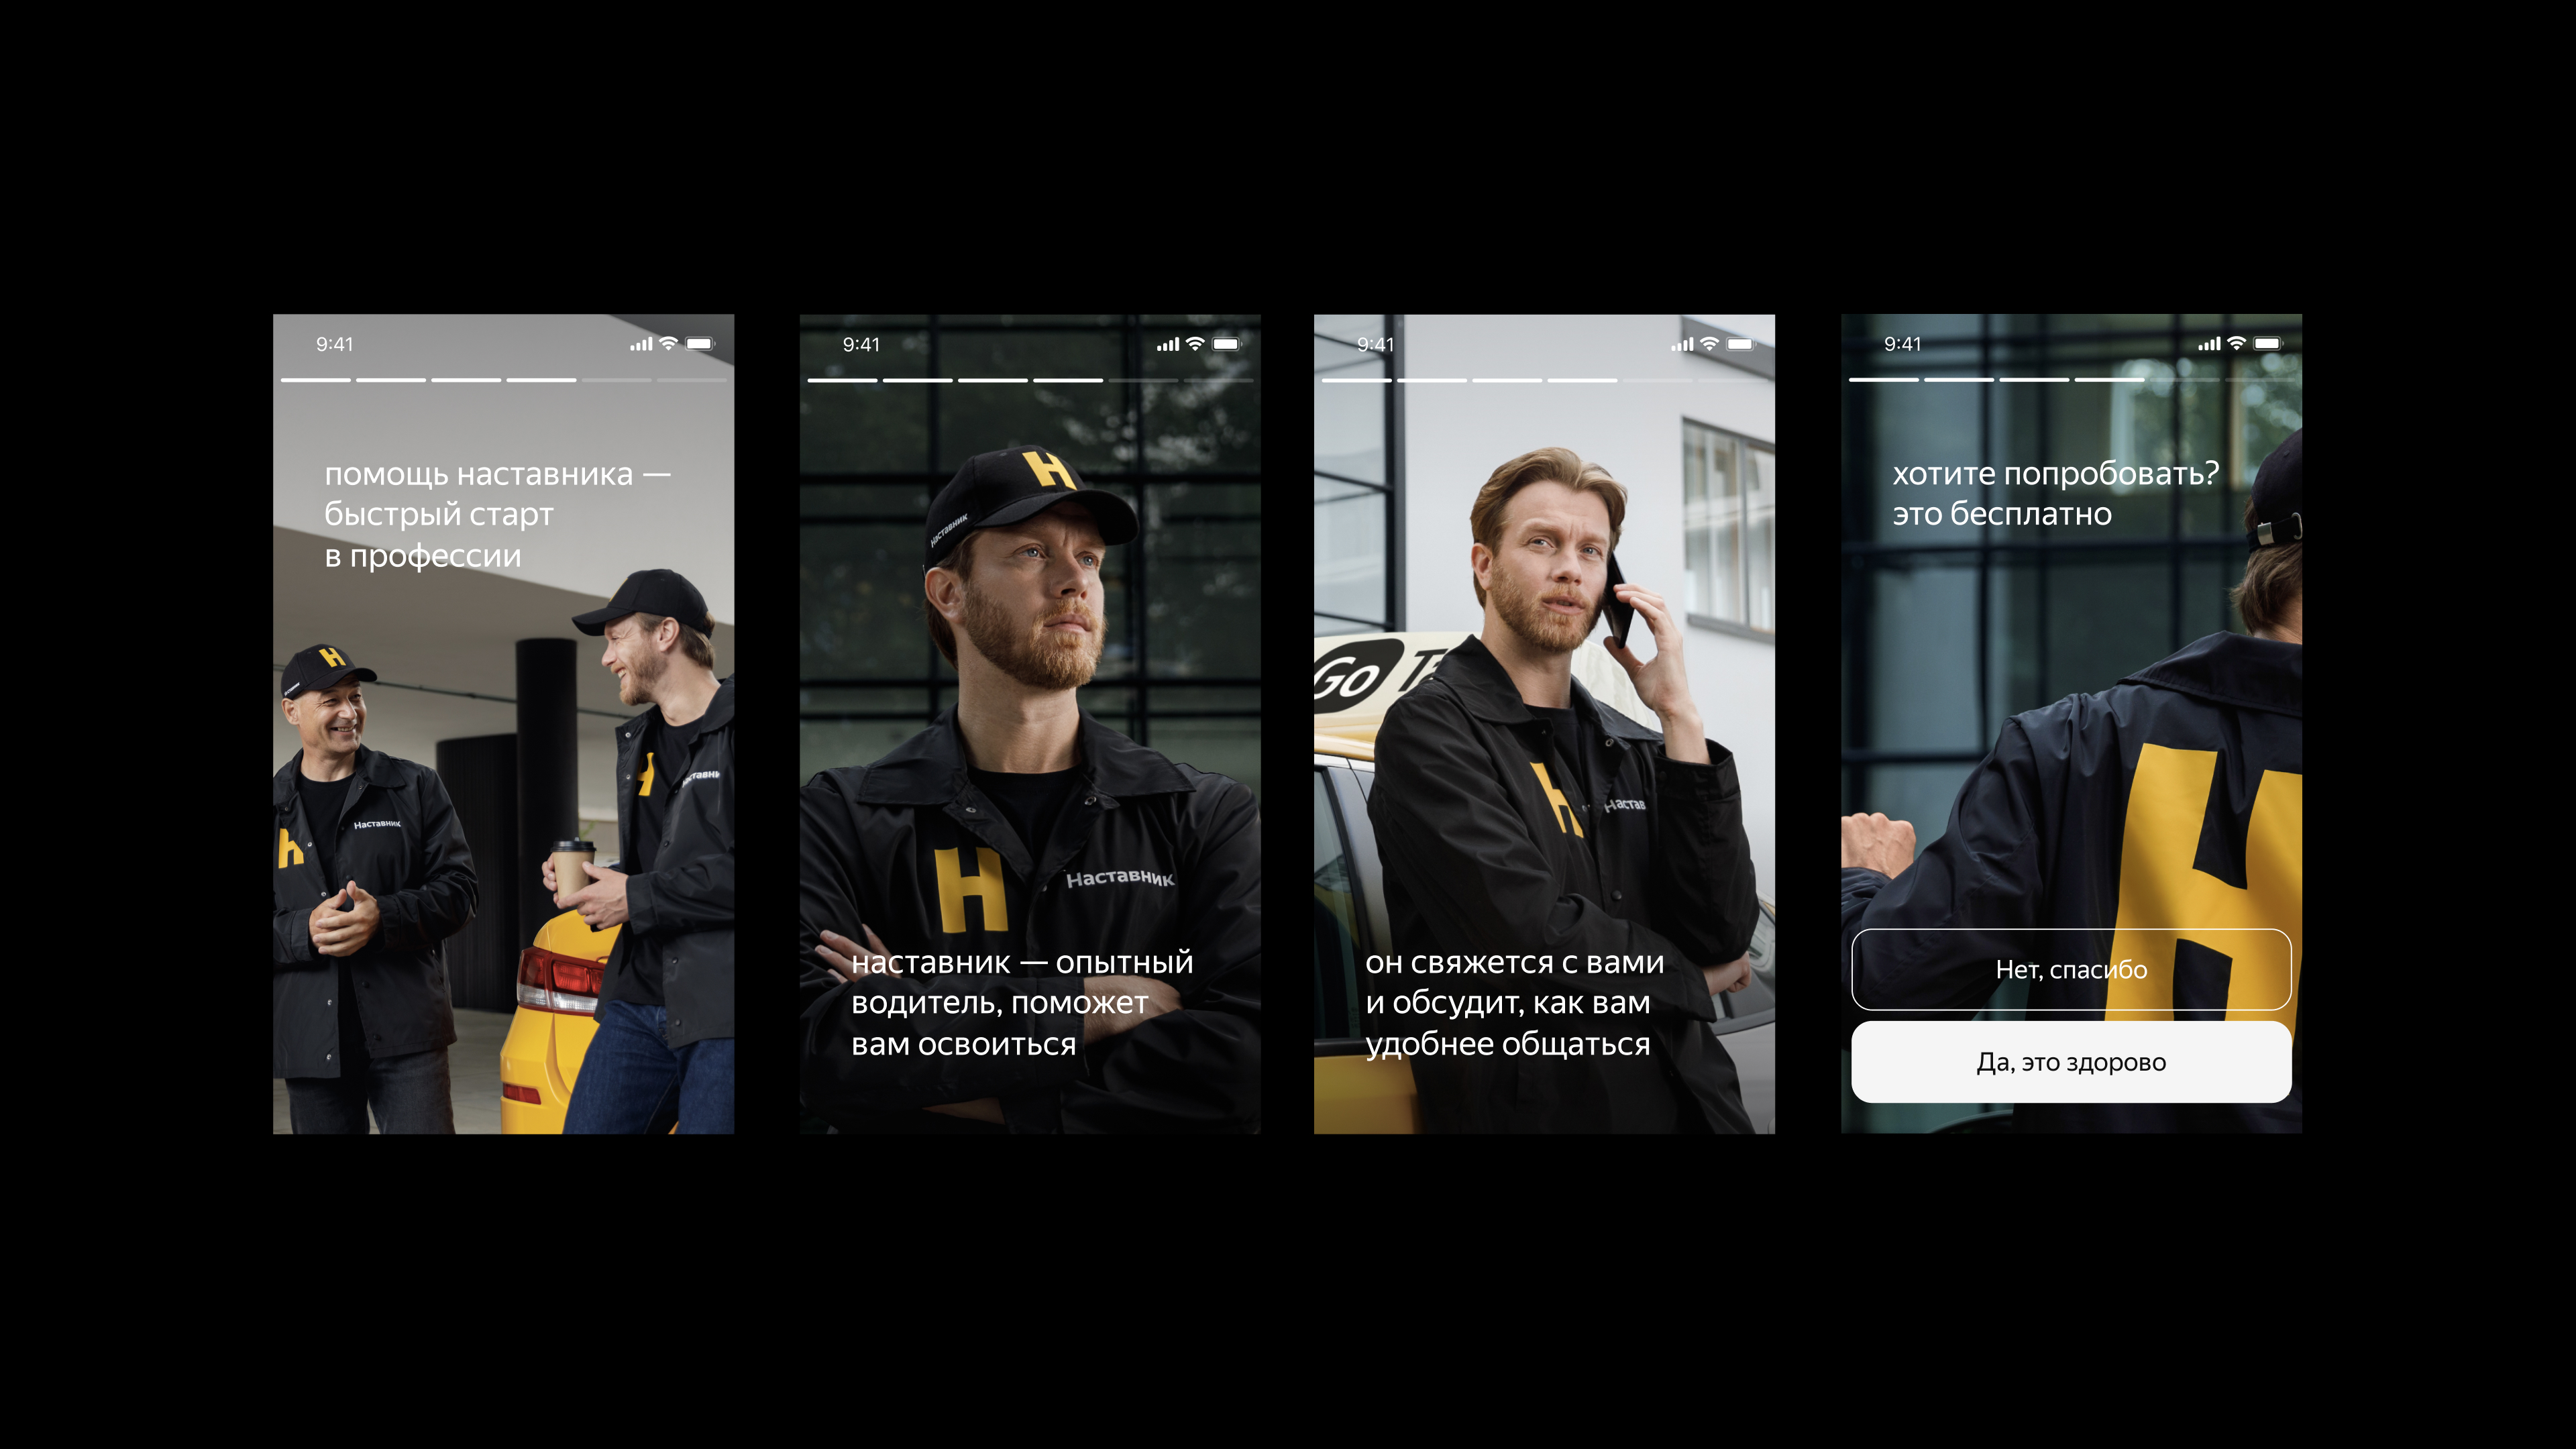 9:41
помощь наставника —
быстрый старт
в профессии
Н
Н
Наставник
Н
9:41
Н
Наставник
Н
Наставник
наставник — опытный
водитель, поможет
вам освоиться
9:41
Go
Н
он свяжется с вами
и обсудит, как вам
удобнее общаться
9:41
хотите попробовать?
это бесплатно
Н
Нет, спасибо
Да, это здорово